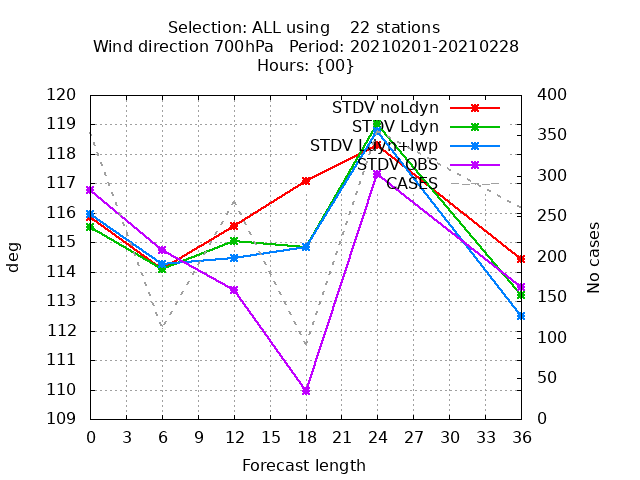 Selection: ALL using 22 stations
Wind direction 700hPa Period: 20210201-20210228
Hours: {00}
120
119
118
117
116
115
114
113
112
111
110
109
400
350
300
250
200
150
100
50
0
STDV noLdyn
STDV Ldyn
STDV Ldyn+lwp
STDV OBS
CASES
deg
No cases
0 3 6 9 12 15 18 21 24 27 30 33 36
Forecast length